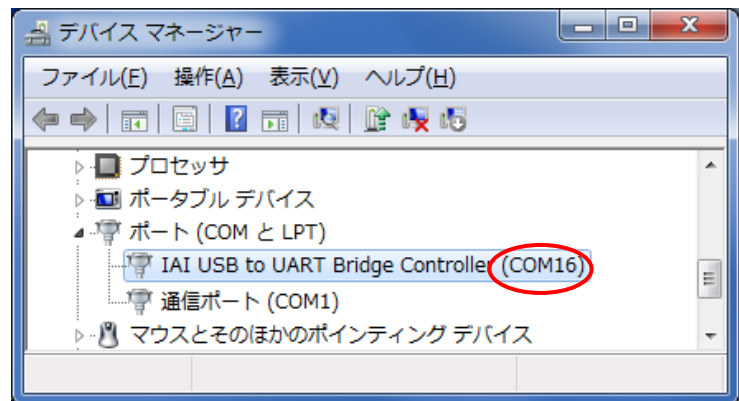 デバイス マネージャー
ファイル(F) 操作(A) 表示(V) ヘルプ(H)
プロセッサ
ポータブル デバイス
ポート (COM と LPT)
IAI USB to UART Bridge Controller (COM16)
通信ポート (COM1)
マウスとそのほかのポインティング デバイス